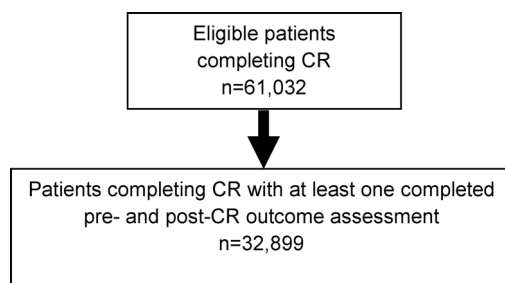 Eligible patients
completing CR
n=61,032
Patients completing CR with at least one completed
pre- and post-CR outcome assessment
n=32,899